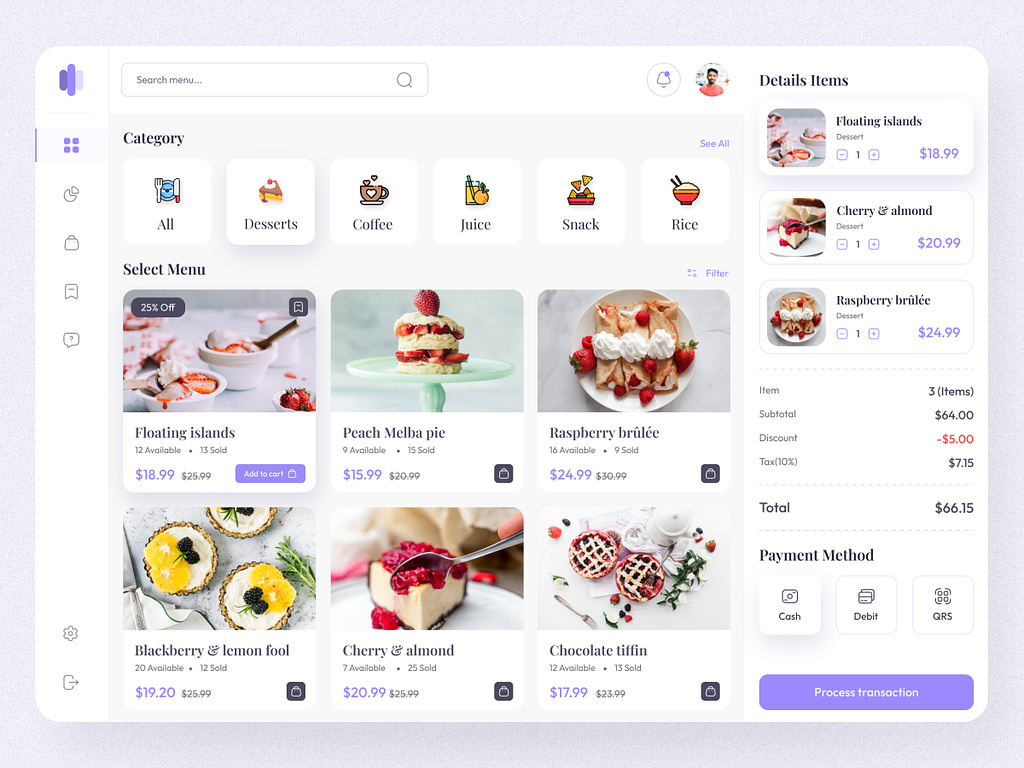 Search menu...
Category
See All
All
Desserts
Coffee
Juice
Snack
Rice
Select Menu
Filter
25% Off
Floating islands
12 Available • 13 Sold
$18.99 $25.99
Add to cart
Peach Melba pie
9 Available • 15 Sold
$15.99 $20.99
Raspberry brûlée
16 Available • 9 Sold
$24.99 $30.99
Blackberry & lemon fool
20 Available • 12 Sold
$19.20 $25.99
Cherry & almond
7 Available • 25 Sold
$20.99 $25.99
Chocolate tiffin
12 Available • 13 Sold
$17.99 $23.99
Details Items
Floating islands
Dessert
1 $18.99
Cherry & almond
Dessert
1 $20.99
Raspberry brûlée
Dessert
1 $24.99
Item 3 (Items)
Subtotal $64.00
Discount -$5.00
Tax(10%) $7.15
Total $66.15
Payment Method
Cash
Debit
QRS
Process transaction